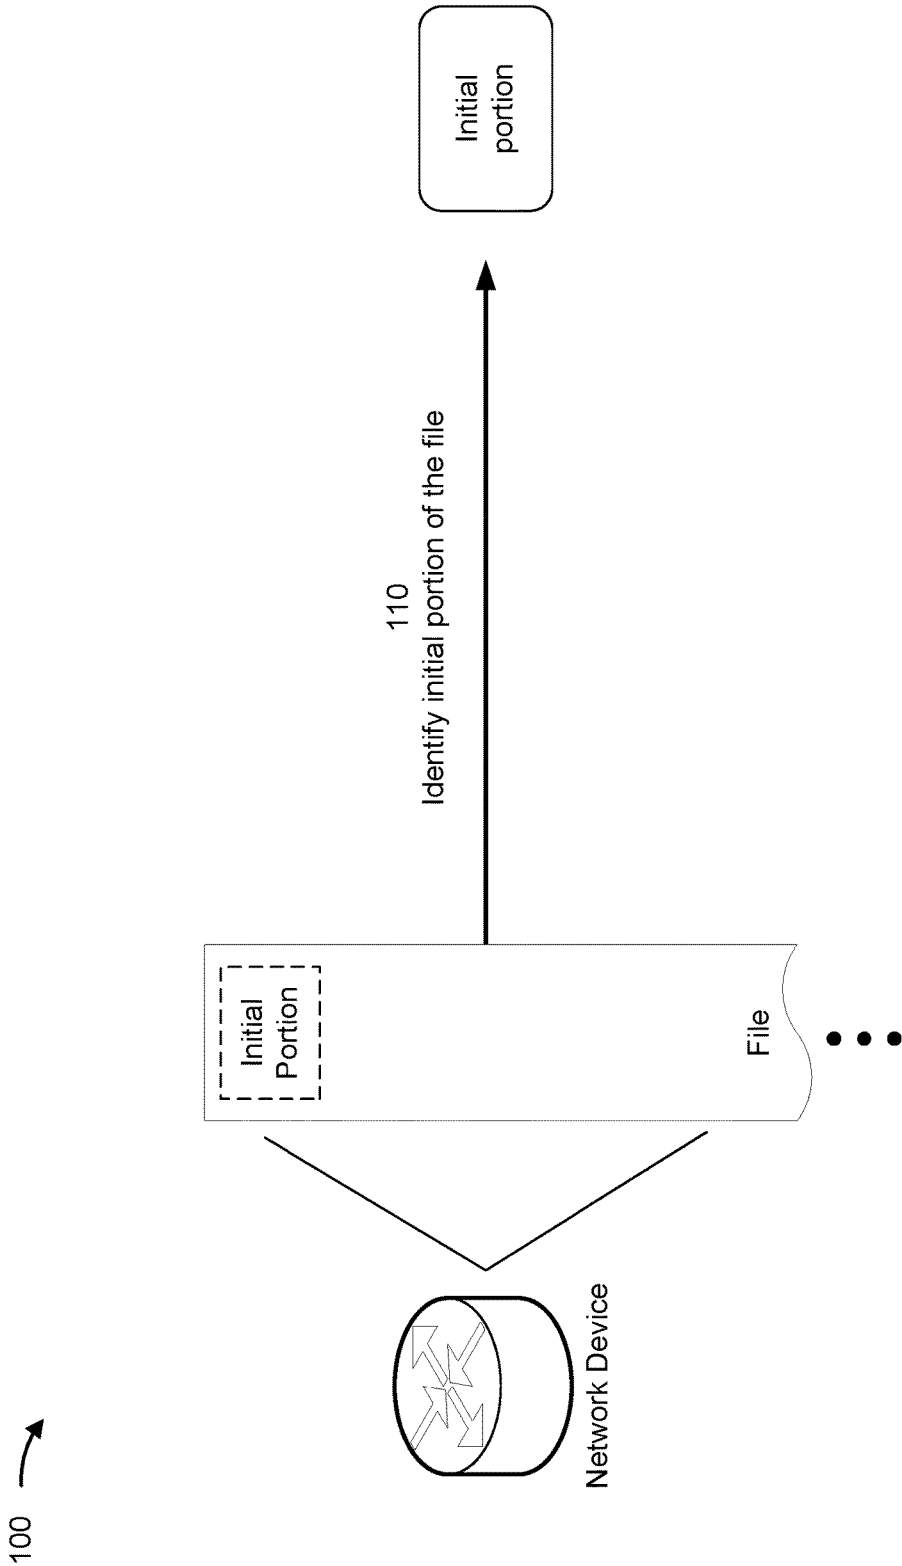 100
Network Device
Initial
Portion
File
110
Identify initial portion of the file
Initial
portion